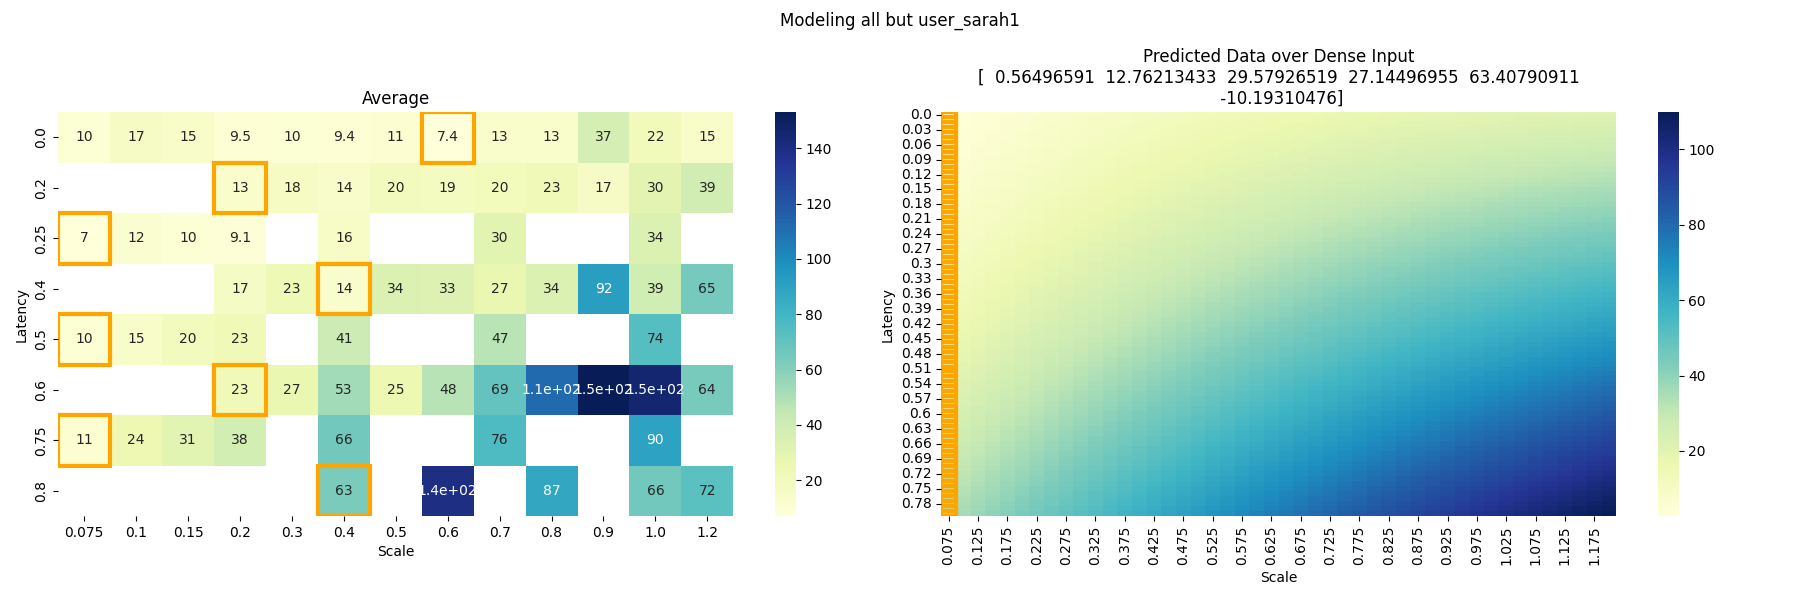 Modeling all but user_sarah1
Average
0.0 10 17 15 9.5 10 9.4 11 7.4 13 13 37 22 15
0.2 13 18 14 20 19 20 23 17 30 39
0.25 7 12 10 9.1 16 30 34
0.4 17 23 14 34 33 27 34 92 39 65
0.5 10 15 20 23 41 47 74
0.6 23 27 53 25 48 69 1.1e+02 1.5e+02 1.5e+02 64
0.75 11 24 31 38 66 76 90
0.8 63 1.4e+02 87 66 72
0.075 0.1 0.15 0.2 0.3 0.4 0.5 0.6 0.7 0.8 0.9 1.0 1.2
Scale
Latency
140
120
100
80
60
40
20
Predicted Data over Dense Input
[ 0.56496591 12.76213433 29.57926519 27.14496955 63.40790911
-10.19310476]
0.0
0.03
0.06
0.09
0.12
0.15
0.18
0.21
0.24
0.27
0.3
0.33
0.36
0.39
0.42
0.45
0.48
0.51
0.54
0.57
0.6
0.63
0.66
0.69
0.72
0.75
0.78
Latency
0.075 0.125 0.175 0.225 0.275 0.325 0.375 0.425 0.475 0.525 0.575 0.625 0.675 0.725 0.775 0.825 0.875 0.925 0.975 1.025 1.075 1.125 1.175
Scale
100
80
60
40
20